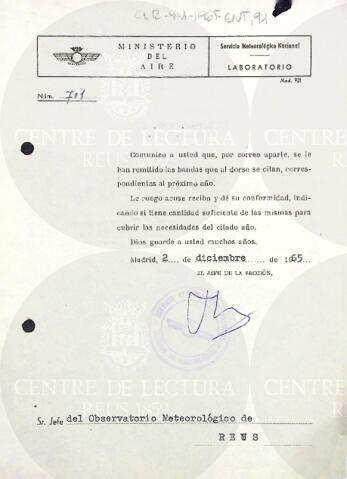 CLR-4-1-1965-ENT, 91
MINISTERIO
DEL
AIRE
Servicio Meteorológico Nacional
LABORATORIO
Mod. 921
Núm. 701
CENTRE DE LECTURA
REUS 1859
Comunico a usted que, por correo aparte, se le
han remitido las bandas que al dorso se citan, corres-
pondientes al próximo año.
Le ruego acuse recibo y dé su conformidad, indi-
cando si tiene cantidad suficiente de las mismas para
cubrir las necesidades del citado año.
Dios guarde a usted muchos años.
Madrid, 2 de diciembre de 1965
EL JEFE DE LA SECCIÓN,
CENTRE DE LECTURA
REUS 1859
Sr. Jefe del Observatorio Meteorológico de
REUS